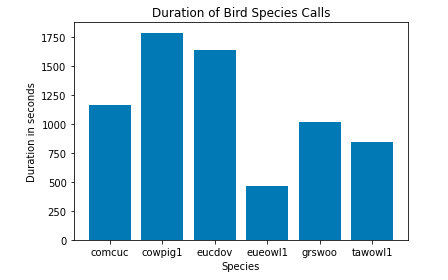 Duration of Bird Species Calls
Duration in seconds
1750
1500
1250
1000
750
500
250
0
comcuc cowpig1 eucdov eueowl1 grswoo tawowl1
Species